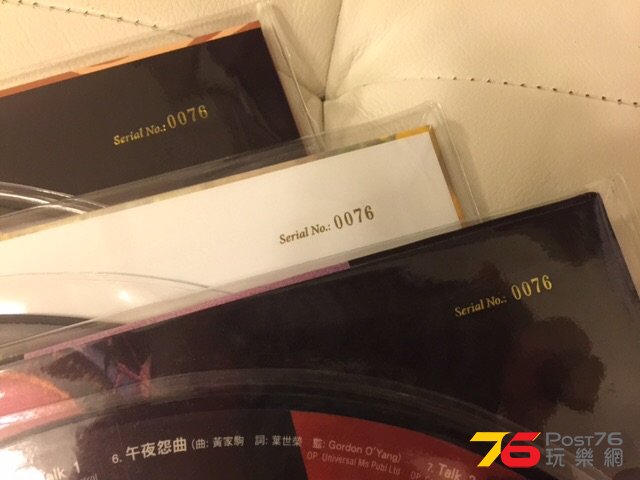 Serial No.: 0076
Serial No.: 0076
Serial No.: 0076
Talk 1
6. 午夜怨曲 (曲: 黃家駒 詞: 葉世榮 監: Gordon O'Yang)
OP Universal Ms Publ Ltd
7. Talk
76 Post76
玩樂網